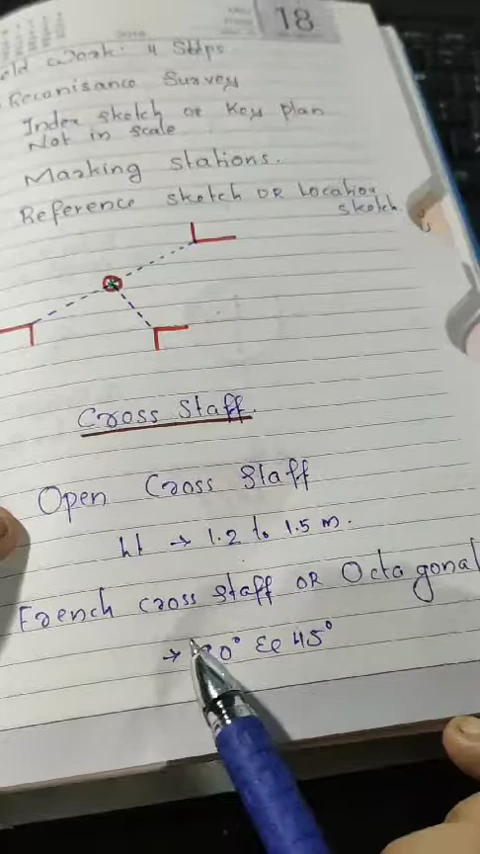 18
work: 4 Steps
Reconisance Survey
Index sketch or Key plan
Not in scale
Marking stations.
Reference sketch OR Location
sketch.
Cross Staff.
Open Cross Staff
ht → 1.2 to 1.5 m.
French cross staff OR Octagonal
→ 90° & 45°